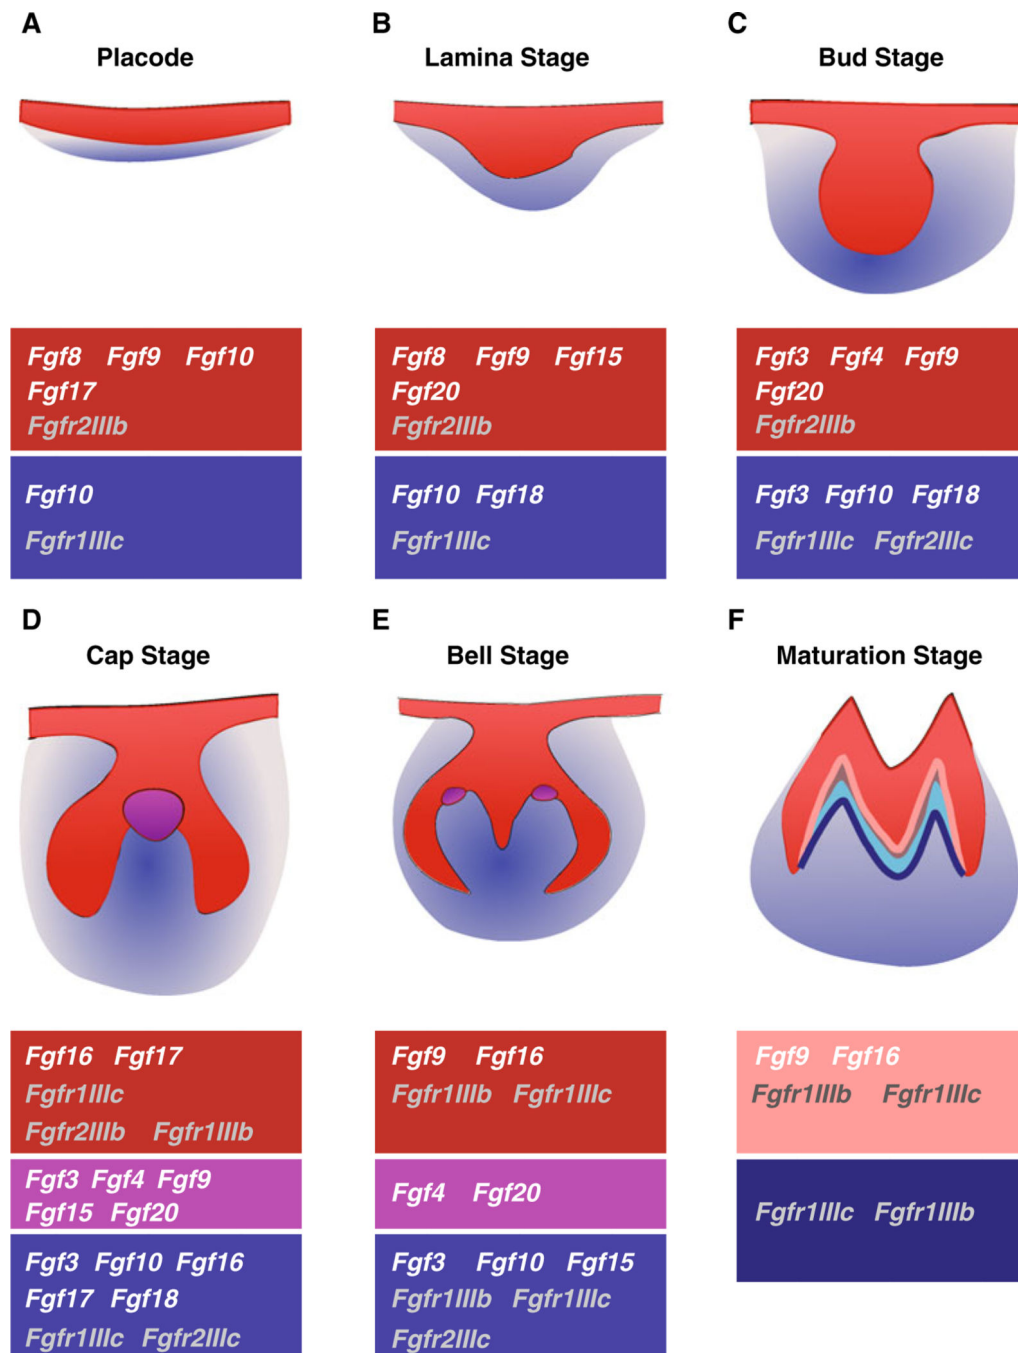 A
Placode
B
Lamina Stage
C
Bud Stage
Fgf8 Fgf9 Fgf10
Fgf17
Fgfr2IIIb
Fgf10
Fgfr1IIIc
Fgf8 Fgf9 Fgf15
Fgf20
Fgfr2IIIb
Fgf10 Fgf18
Fgfr1IIIc
Fgf3 Fgf4 Fgf9
Fgf20
Fgfr2IIIb
Fgf3 Fgf10 Fgf18
Fgfr1IIIc Fgfr2IIIc
D
Cap Stage
E
Bell Stage
F
Maturation Stage
Fgf16 Fgf17
Fgfr1IIIc
Fgfr2IIIb Fgfr1IIIb
Fgf3 Fgf4 Fgf9
Fgf15 Fgf20
Fgf3 Fgf10 Fgf16
Fgf17 Fgf18
Fgfr1IIIc Fgfr2IIIc
Fgf9 Fgf16
Fgfr1IIIb Fgfr1IIIc
Fgf4 Fgf20
Fgf3 Fgf10 Fgf15
Fgfr1IIIb Fgfr1IIIc
Fgfr2IIIc
Fgf9 Fgf16
Fgfr1IIIb Fgfr1IIIc
Fgfr1IIIc Fgfr1IIIb